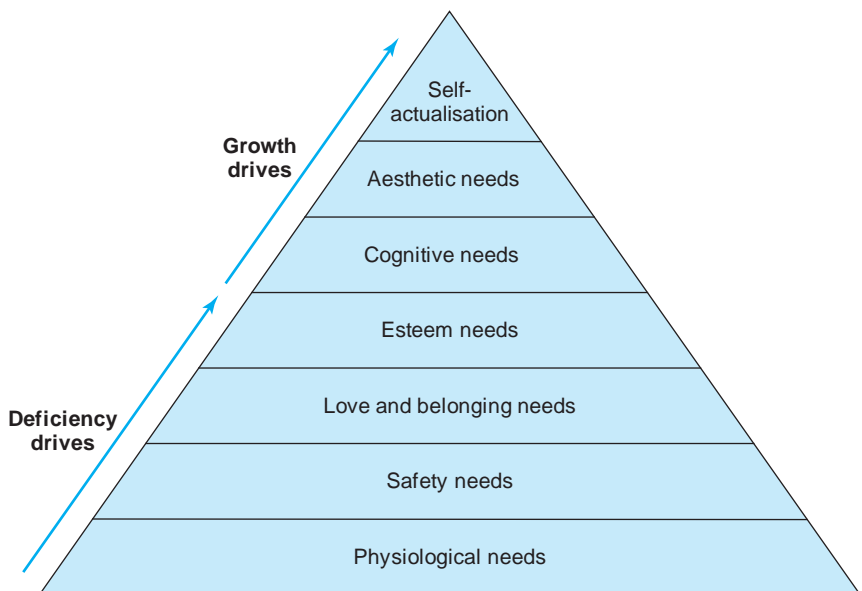 Self-
actualisation
Growth
drives
Aesthetic needs
Cognitive needs
Esteem needs
Love and belonging needs
Deficiency
drives
Safety needs
Physiological needs